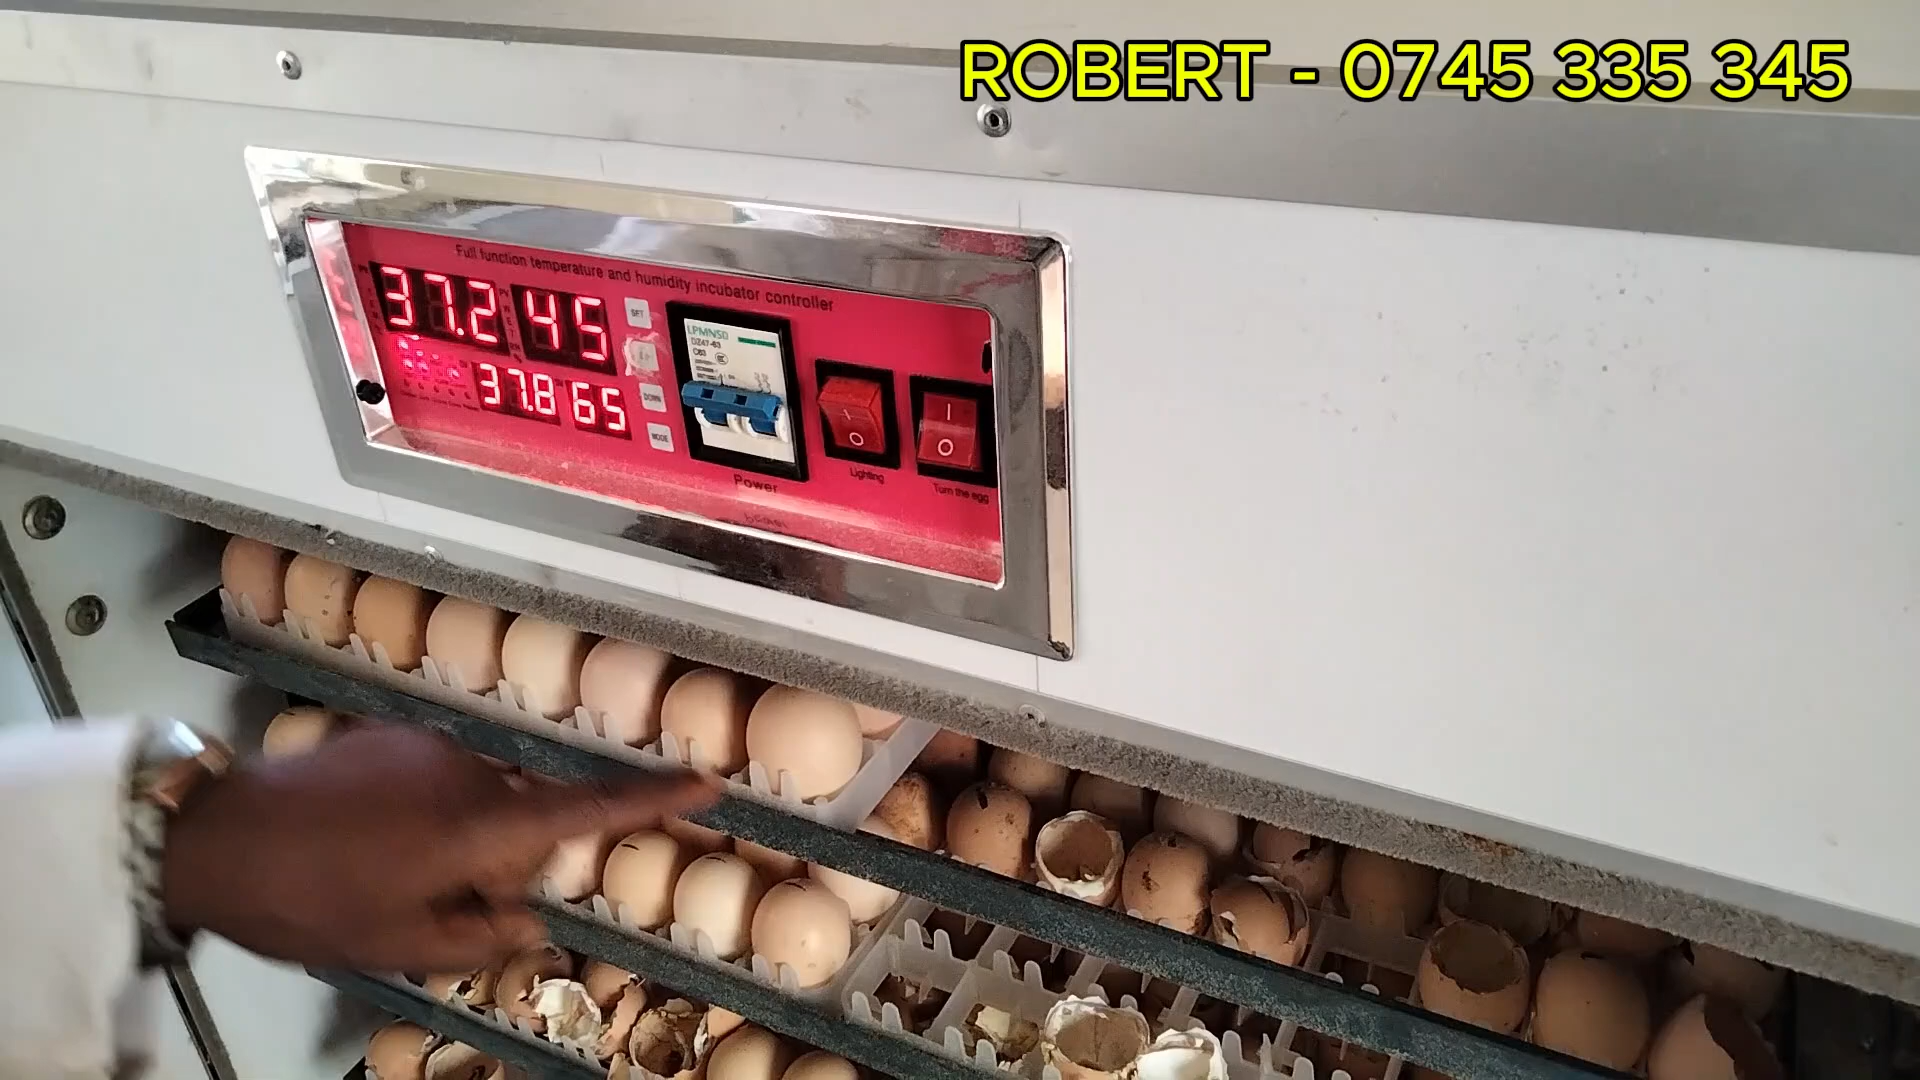 ROBERT - 0745 335 345
Full function temperature and humidity incubator controller
37.2 45
SET
37.8 65
DOWN
MODE
LPMNSD
DZ47-63
C63
Power
Lighting
Turn the egg